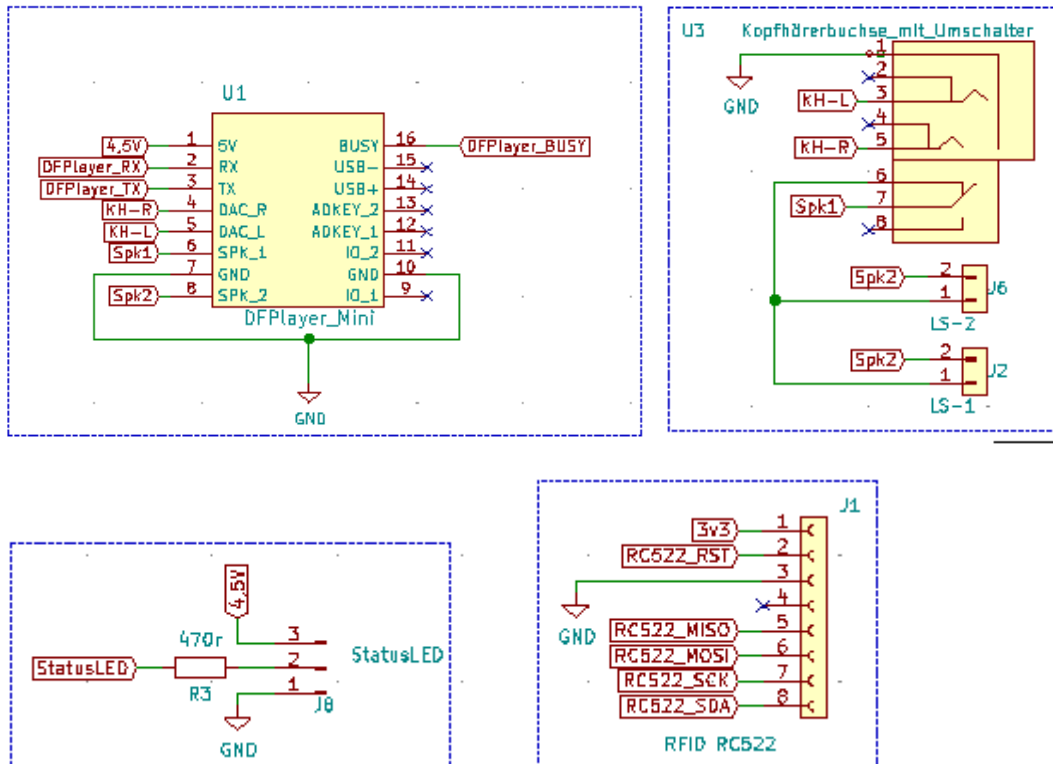 U1
4,5V 1 5V BUSY 16 DFPlayer_BUSY
DFPlayer_RX 2 RX USB- 15
DFPlayer_TX 3 TX USB+ 14
KH-R 4 DAC_R ADKEY_2 13
KH-L 5 DAC_L ADKEY_1 12
Spk1 6 SPK_1 IO_2 11
7 GND GND 10
Spk2 8 SPK_2 IO_1 9
DFPlayer_Mini
GND
U3 Kopfhörerbuchse_mit_Umschalter
1
2
KH-L 3
4
KH-R 5
GND
6
Spk1 7
8
Spk2 2
1 J6
LS-2
Spk2 2
1 J2
LS-1
4,5V
470r 3
StatusLED 2 StatusLED
R3 1 J8
GND
J1
3v3 1
RC522_RST 2
3
4
GND
RC522_MISO 5
RC522_MOSI 6
RC522_SCK 7
RC522_SDA 8
RFID RC522